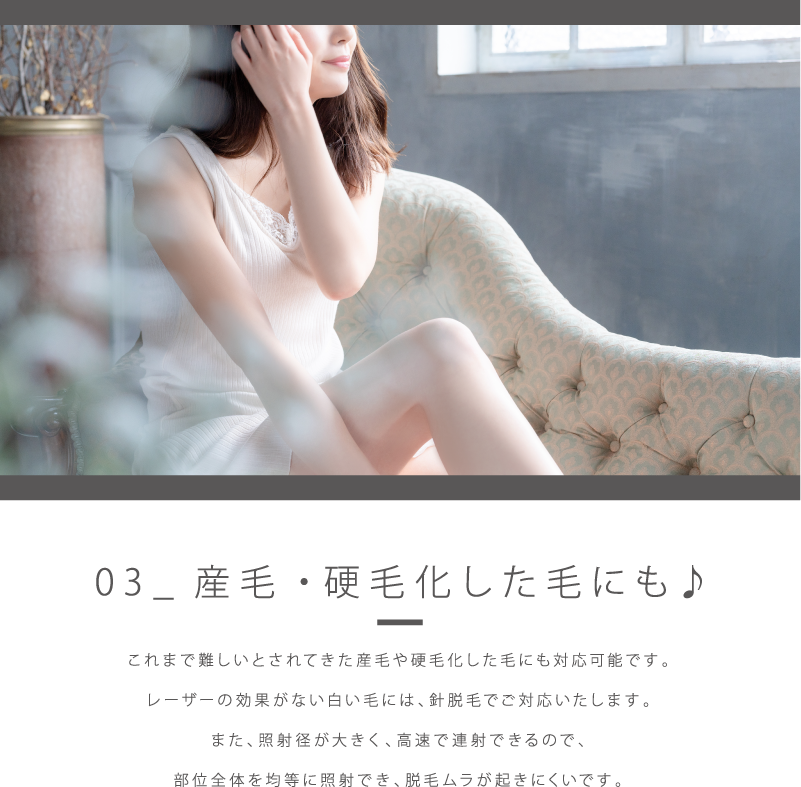 03_ 産毛・硬毛化した毛にも♪
これまで難しいとされてきた産毛や硬毛化した毛にも対応可能です。
レーザーの効果がない白い毛には、針脱毛でご対応いたします。
また、照射径が大きく、高速で連射できるので、
部位全体を均等に照射でき、脱毛ムラが起きにくいです。